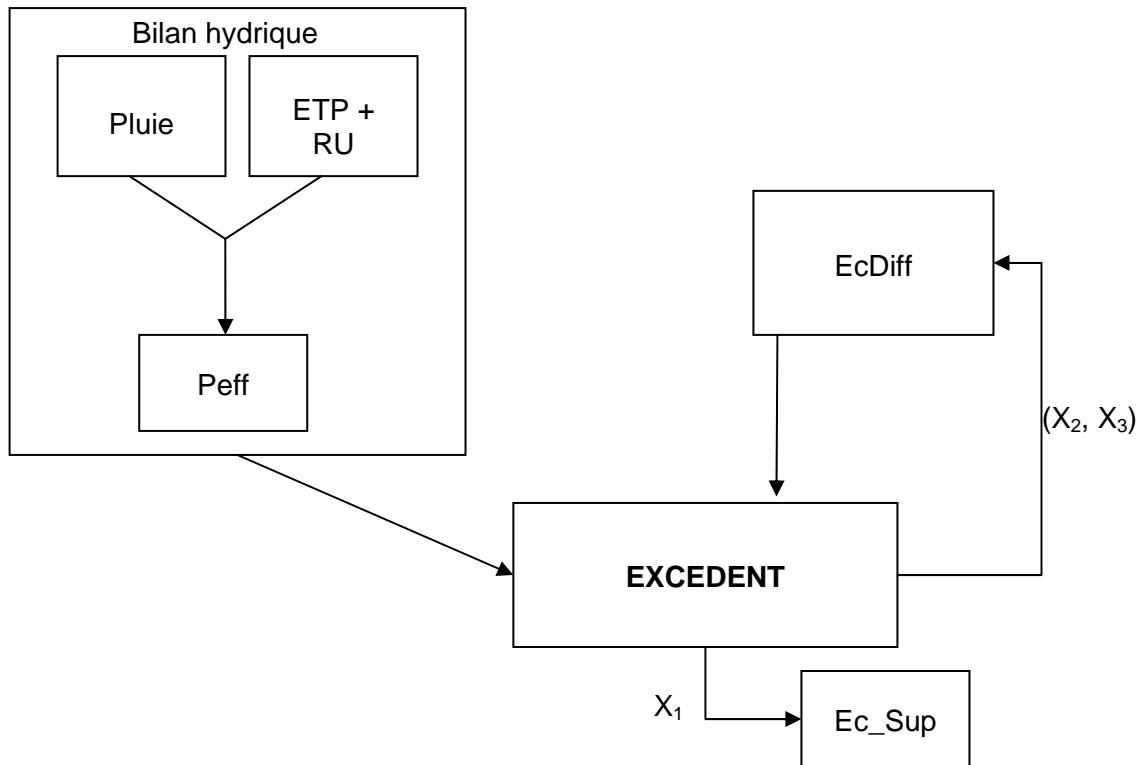 Bilan hydrique
Pluie
ETP +
RU
Peff
EcDiff
(X₂, X₃)
EXCEDENT
X₁
Ec_Sup